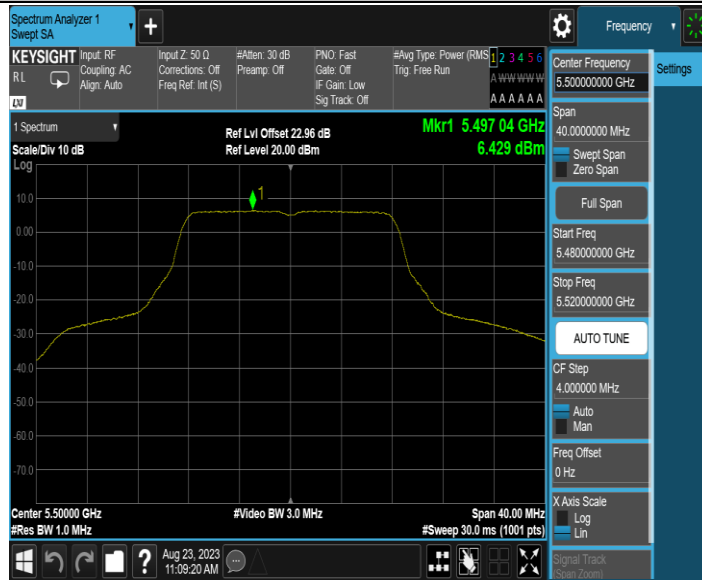 Spectrum Analyzer 1
Swept SA
+
Frequency
KEYSIGHT
RL
LXI
Input: RF
Coupling: AC
Align: Auto
Input Z: 50 Ω
Corrections: Off
Freq Ref: Int (S)
#Atten: 30 dB
Preamp: Off
PNO: Fast
Gate: Off
IF Gain: Low
Sig Track: Off
#Avg Type: Power (RMS
Trig: Free Run
1 2 3 4 5 6
A W W W W W
A A A A A A
1 Spectrum
Scale/Div 10 dB
Log
Ref Lvl Offset 22.96 dB
Ref Level 20.00 dBm
Mkr1 5.497 04 GHz
6.429 dBm
1
10.0
0.00
-10.0
-20.0
-30.0
-40.0
-50.0
-60.0
-70.0
Center 5.50000 GHz
#Res BW 1.0 MHz
#Video BW 3.0 MHz
Span 40.00 MHz
#Sweep 30.0 ms (1001 pts)
Center Frequency
5.500000000 GHz
Settings
Span
40.0000000 MHz
Swept Span
Zero Span
Full Span
Start Freq
5.480000000 GHz
Stop Freq
5.520000000 GHz
AUTO TUNE
CF Step
4.000000 MHz
Auto
Man
Freq Offset
0 Hz
X Axis Scale
Log
Lin
Signal Track
(Span Zoom)
?
Aug 23, 2023
11:09:20 AM